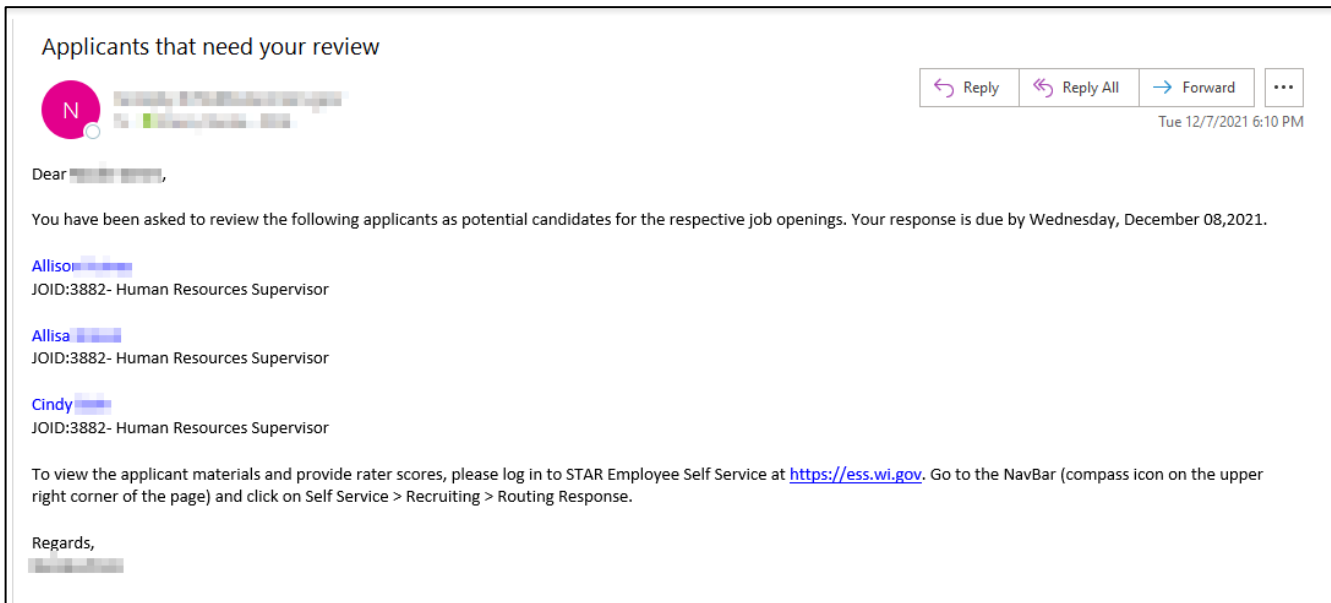 Applicants that need your review
N
Reply
Reply All
Forward
Tue 12/7/2021 6:10 PM
Dear ,
You have been asked to review the following applicants as potential candidates for the respective job openings. Your response is due by Wednesday, December 08,2021.
Allison
JOID:3882- Human Resources Supervisor
Allisa
JOID:3882- Human Resources Supervisor
Cindy
JOID:3882- Human Resources Supervisor
To view the applicant materials and provide rater scores, please log in to STAR Employee Self Service at https://ess.wi.gov. Go to the NavBar (compass icon on the upper
right corner of the page) and click on Self Service > Recruiting > Routing Response.
Regards,